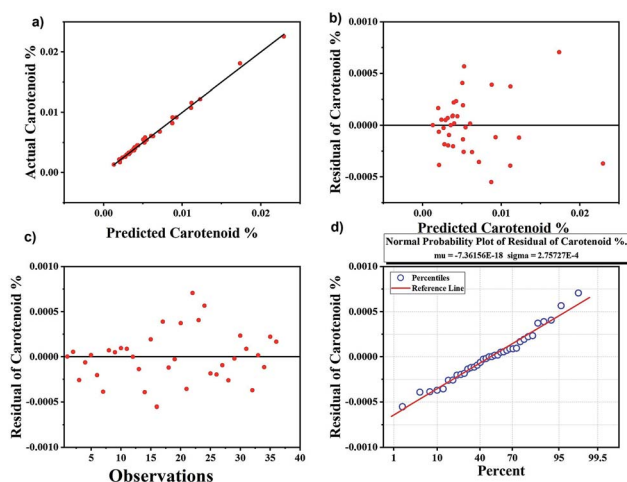 a)
Actual Carotenoid %
0.02
0.01
0.00
0.00
0.01
0.02
Predicted Carotenoid %
b)
Residual of Carotenoid %
0.0010
0.0005
0.0000
-0.0005
0.00
0.01
0.02
Predicted Carotenoid %
c)
Residual of Carotenoid %
0.0010
0.0005
0.0000
-0.0005
-0.0010
5
10
15
20
25
30
35
40
Observations
d)
Normal Probability Plot of Residual of Carotenoid %.
mu = -7.36156E-18 sigma = 2.75727E-4
Percentiles
Reference Line
Residual of Carotenoid %
0.0010
0.0005
0.0000
-0.0005
-0.0010
1
10
40
70
95
99.5
Percent